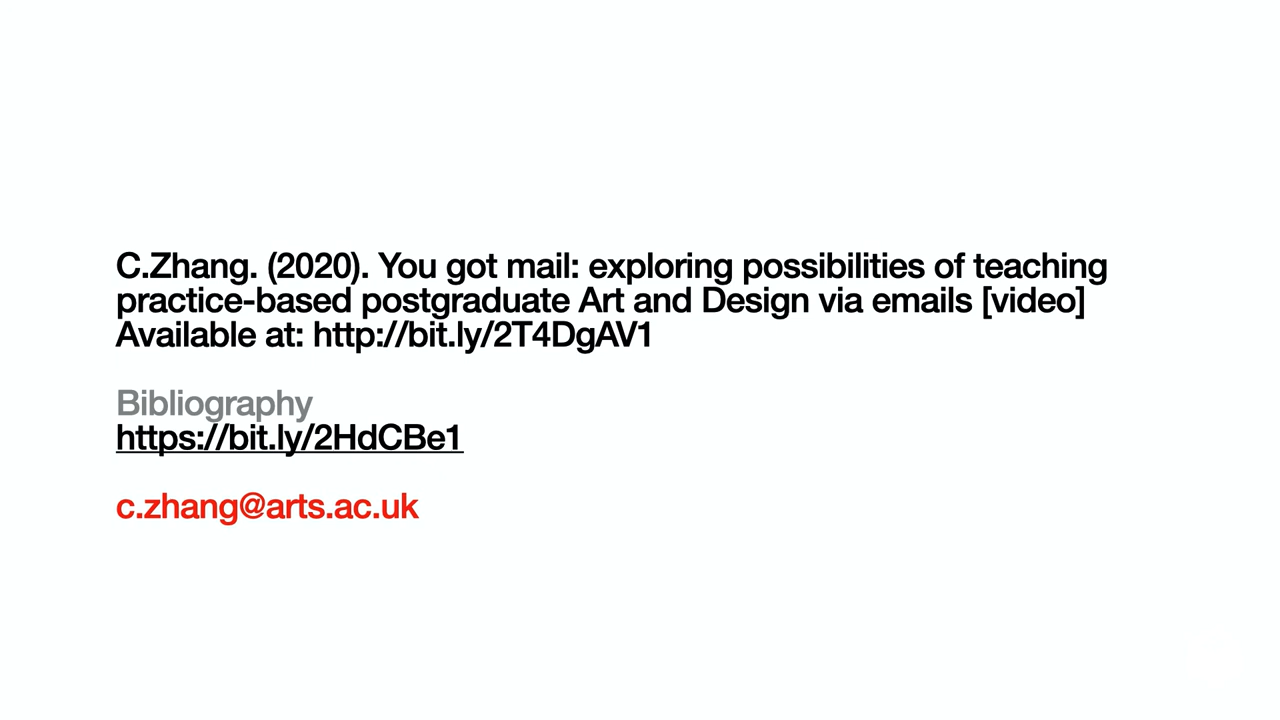 C.Zhang. (2020). You got mail: exploring possibilities of teaching
practice-based postgraduate Art and Design via emails [video]
Available at: http://bit.ly/2T4DgAV1
Bibliography
https://bit.ly/2HdCBe1
c.zhang@arts.ac.uk